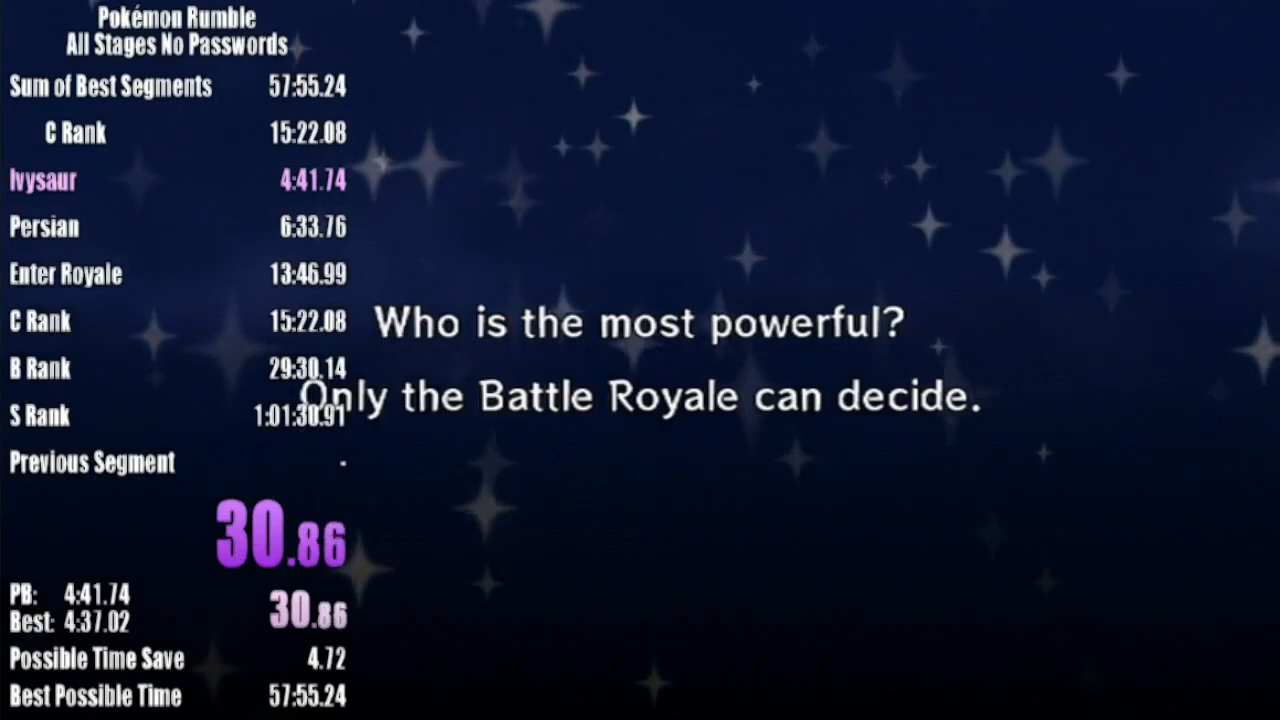 Pokémon Rumble
All Stages No Passwords
Sum of Best Segments 57:55.24
C Rank 15:22.08
Ivysaur 4:41.74
Persian 6:33.76
Enter Royale 13:46.99
C Rank 15:22.08
Who is the most powerful?
B Rank 29:30.14
Only the Battle Royale can decide.
S Rank 1:01:30.91
Previous Segment -
30.86
PB: 4:41.74
Best: 4:37.02
30.86
Possible Time Save 4.72
Best Possible Time 57:55.24